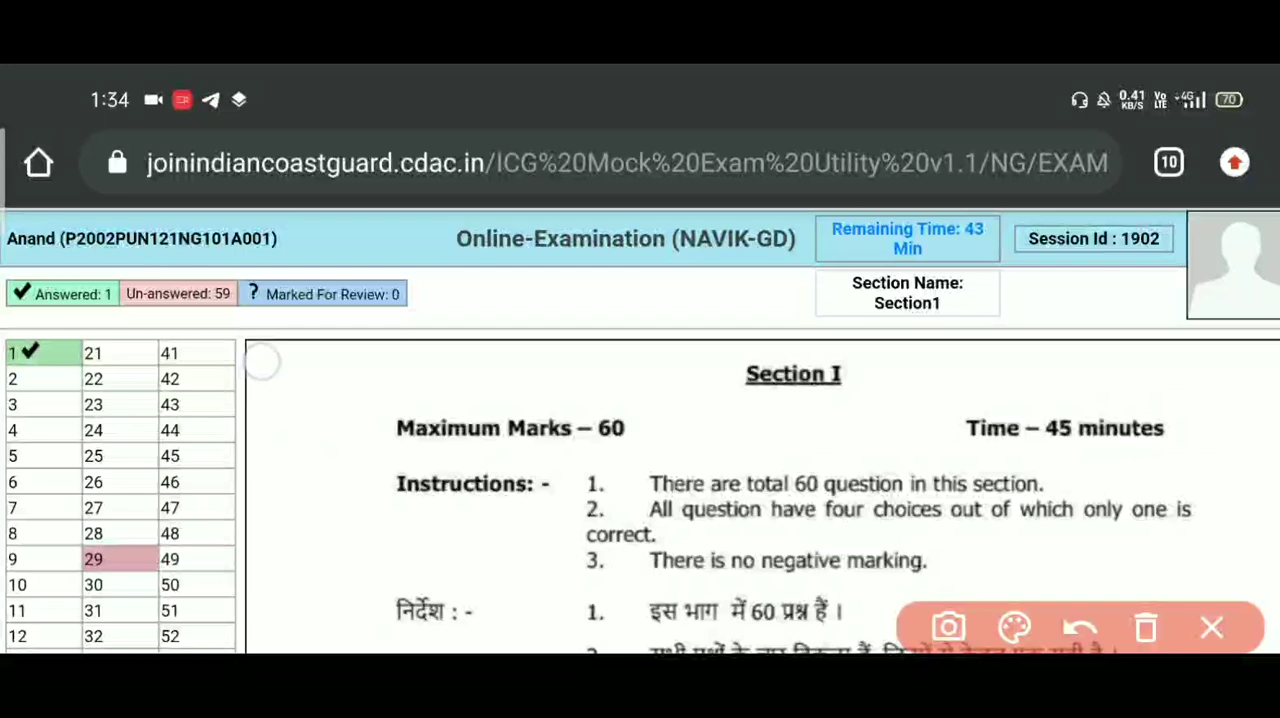 1:34 0.41 KB/S Vo LTE 4G 70
joinindiancoastguard.cdac.in/ICG%20Mock%20Exam%20Utility%20v1.1/NG/EXAM 10
Anand (P2002PUN121NG101A001) Online-Examination (NAVIK-GD) Remaining Time: 43 Min Session Id : 1902
Answered: 1 Un-answered: 59 ? Marked For Review: 0 Section Name: Section1
1 21 41
2 22 42
3 23 43
4 24 44
5 25 45
6 26 46
7 27 47
8 28 48
9 29 49
10 30 50
11 31 51
12 32 52
Section I
Maximum Marks – 60 Time – 45 minutes
Instructions: - 1. There are total 60 question in this section.
2. All question have four choices out of which only one is
correct.
3. There is no negative marking.
निर्देश : - 1. इस भाग में 60 प्रश्न हैं ।